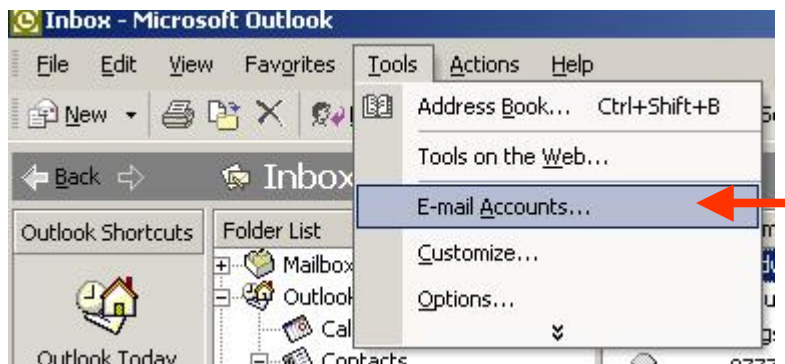 Inbox - Microsoft Outlook
File Edit View Favorites Tools Actions Help
New
Address Book... Ctrl+Shift+B
Tools on the Web...
Back
Inbox
E-mail Accounts...
Outlook Shortcuts
Folder List
Customize...
Mailbox
Outlook
Options...
Cal
Outlook Today
Contacts